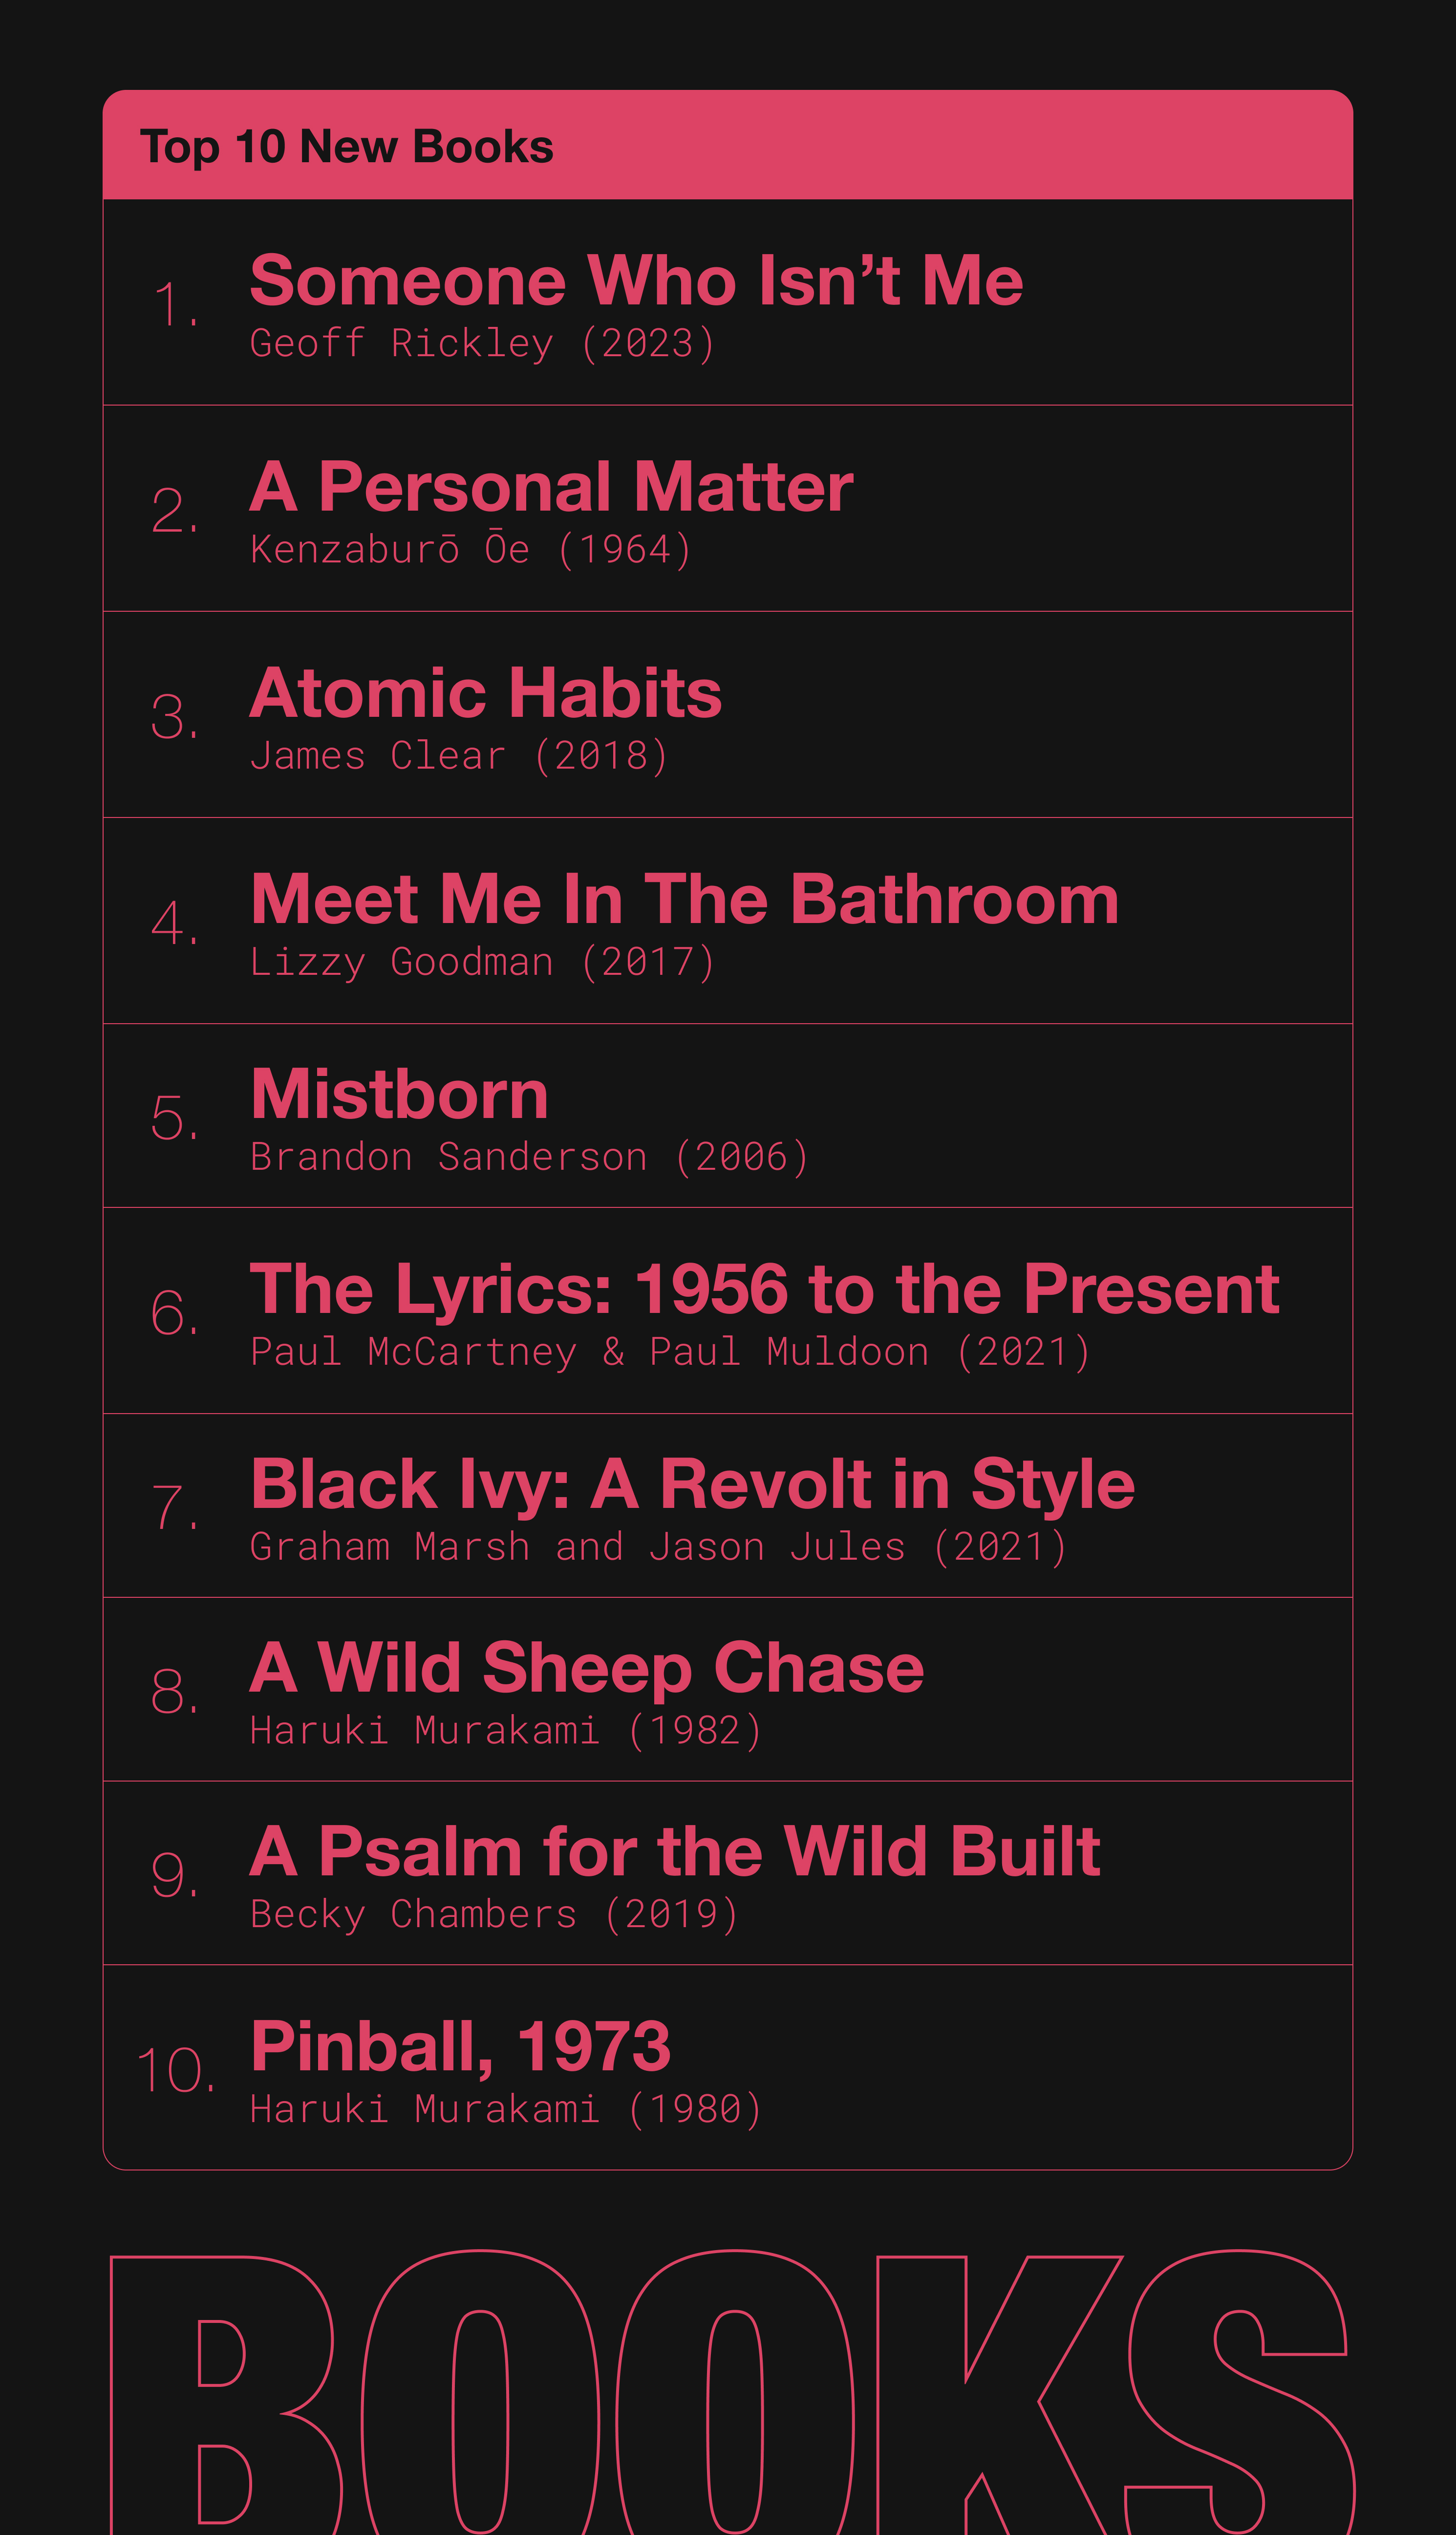 Top 10 New Books
1.
Someone Who Isn’t Me
Geoff Rickley (2023)
2.
A Personal Matter
Kenzaburō Ōe (1964)
3.
Atomic Habits
James Clear (2018)
4.
Meet Me In The Bathroom
Lizzy Goodman (2017)
5.
Mistborn
Brandon Sanderson (2006)
6.
The Lyrics: 1956 to the Present
Paul McCartney & Paul Muldoon (2021)
7.
Black Ivy: A Revolt in Style
Graham Marsh and Jason Jules (2021)
8.
A Wild Sheep Chase
Haruki Murakami (1982)
9.
A Psalm for the Wild Built
Becky Chambers (2019)
10.
Pinball, 1973
Haruki Murakami (1980)
BOOKS